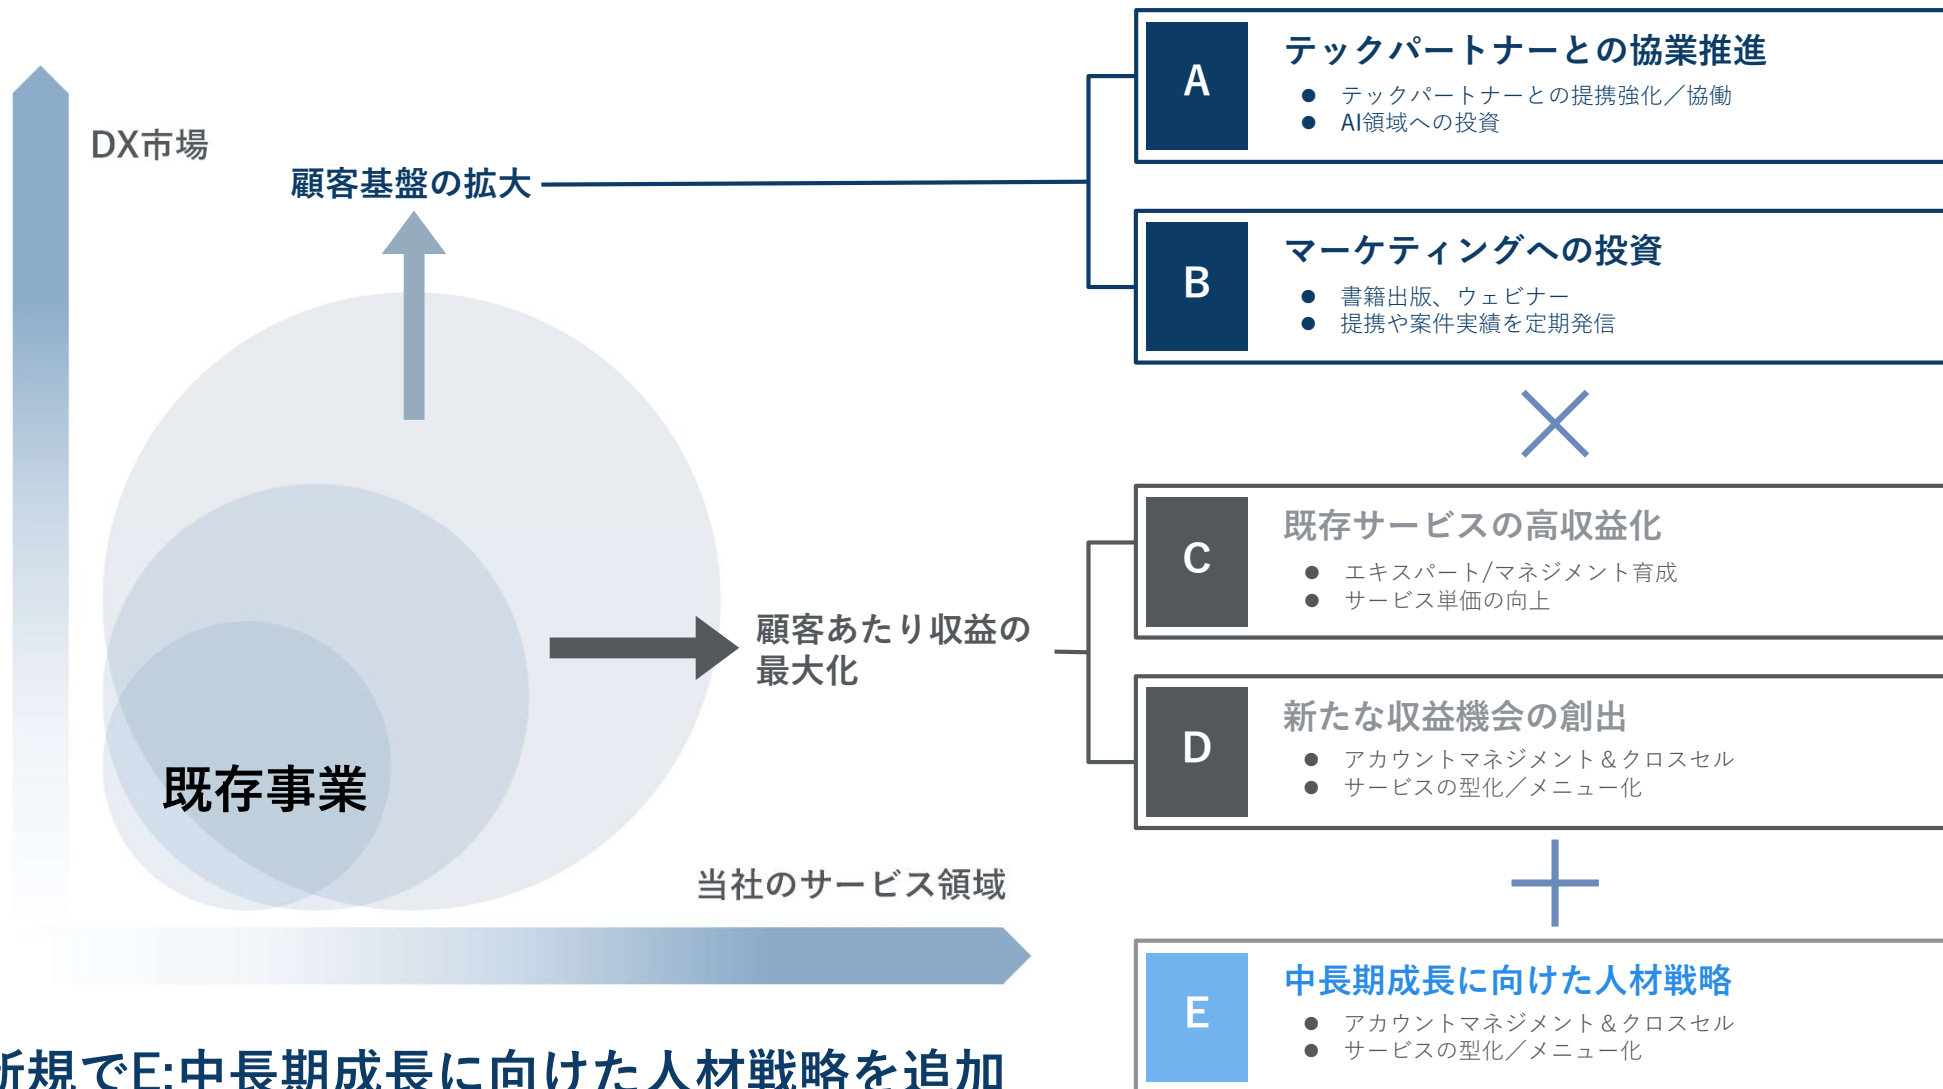 DX市場
顧客基盤の拡大
顧客あたり収益の
最大化
既存事業
当社のサービス領域
A
テックパートナーとの協業推進
● テックパートナーとの提携強化／協働
● AI領域への投資
B
マーケティングへの投資
● 書籍出版、ウェビナー
● 提携や案件実績を定期発信
C
既存サービスの高収益化
● エキスパート/マネジメント育成
● サービス単価の向上
D
新たな収益機会の創出
● アカウントマネジメント＆クロスセル
● サービスの型化／メニュー化
E
中長期成長に向けた人材戦略
● アカウントマネジメント＆クロスセル
● サービスの型化／メニュー化
新規でE:中長期成長に向けた人材戦略を追加